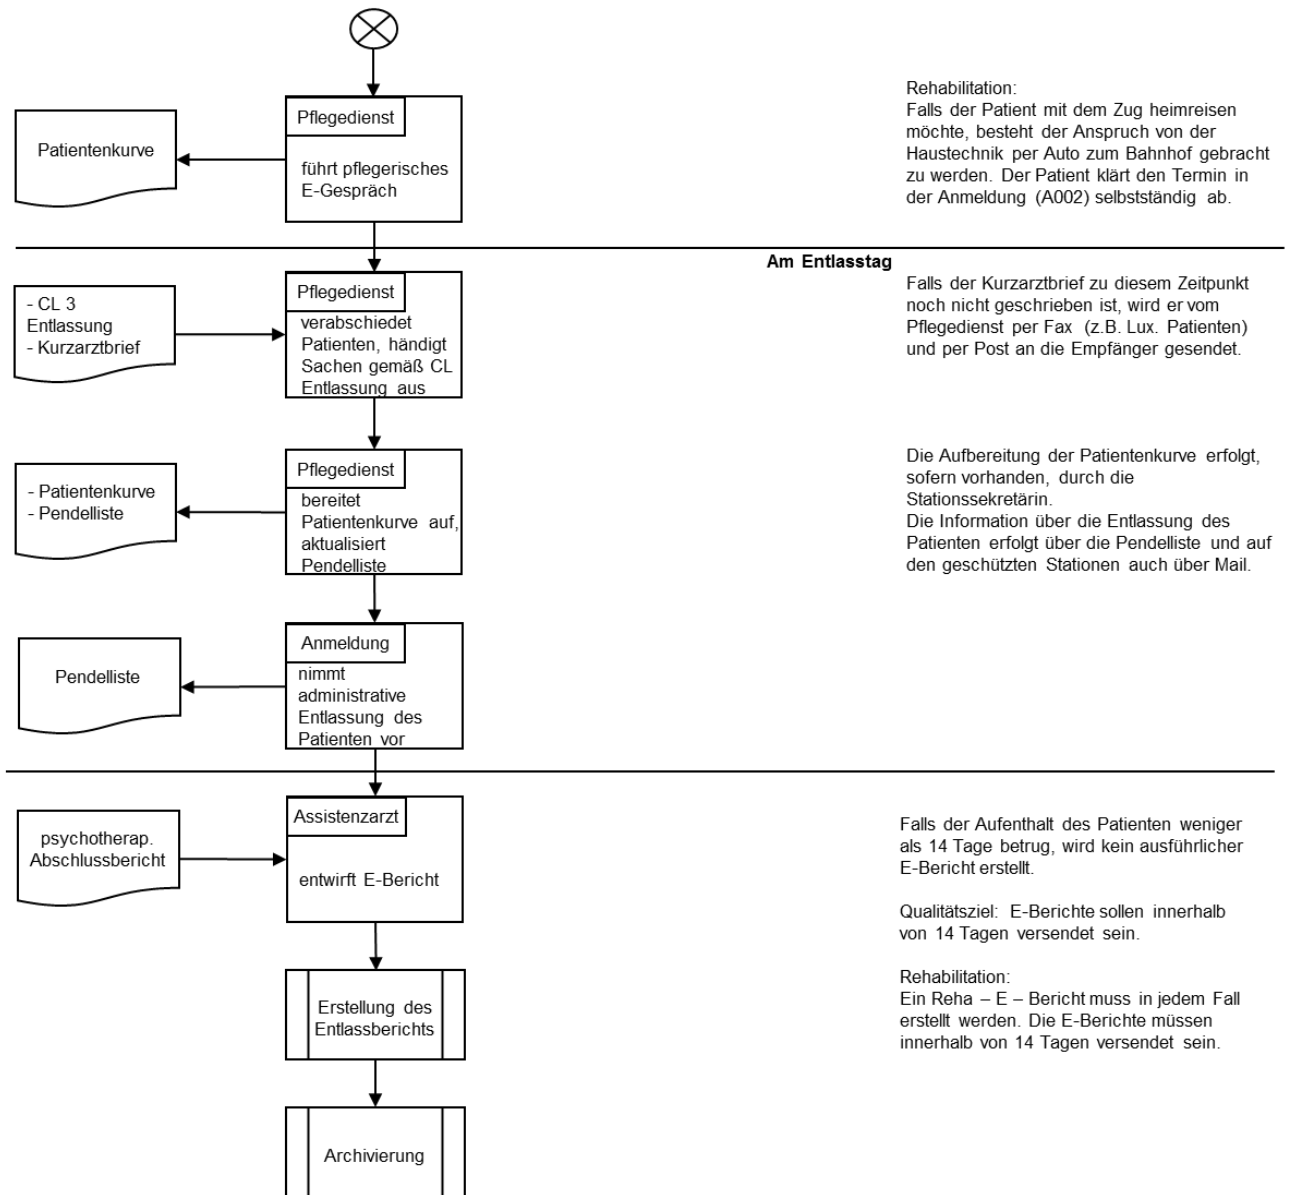 Pflegedienst
führt pflegerisches
E-Gespräch
Patientenkurve
Rehabilitation:
Falls der Patient mit dem Zug heimreisen
möchte, besteht der Anspruch von der
Haustechnik per Auto zum Bahnhof gebracht
zu werden. Der Patient klärt den Termin in
der Anmeldung (A002) selbstständig ab.
Am Entlasstag
- CL 3
Entlassung
- Kurzarztbrief
Pflegedienst
verabschiedet
Patienten, händigt
Sachen gemäß CL
Entlassung aus
Falls der Kurzarztbrief zu diesem Zeitpunkt
noch nicht geschrieben ist, wird er vom
Pflegedienst per Fax (z.B. Lux. Patienten)
und per Post an die Empfänger gesendet.
- Patientenkurve
- Pendelliste
Pflegedienst
bereitet
Patientenkurve auf,
aktualisiert
Pendelliste
Die Aufbereitung der Patientenkurve erfolgt,
sofern vorhanden, durch die
Stationssekretärin.
Die Information über die Entlassung des
Patienten erfolgt über die Pendelliste und auf
den geschützten Stationen auch über Mail.
Pendelliste
Anmeldung
nimmt
administrative
Entlassung des
Patienten vor
psychotherap.
Abschlussbericht
Assistenzarzt
entwirft E-Bericht
Falls der Aufenthalt des Patienten weniger
als 14 Tage betrug, wird kein ausführlicher
E-Bericht erstellt.
Qualitätsziel: E-Berichte sollen innerhalb
von 14 Tagen versendet sein.
Rehabilitation:
Ein Reha – E – Bericht muss in jedem Fall
erstellt werden. Die E-Berichte müssen
innerhalb von 14 Tagen versendet sein.
Erstellung des
Entlassberichts
Archivierung